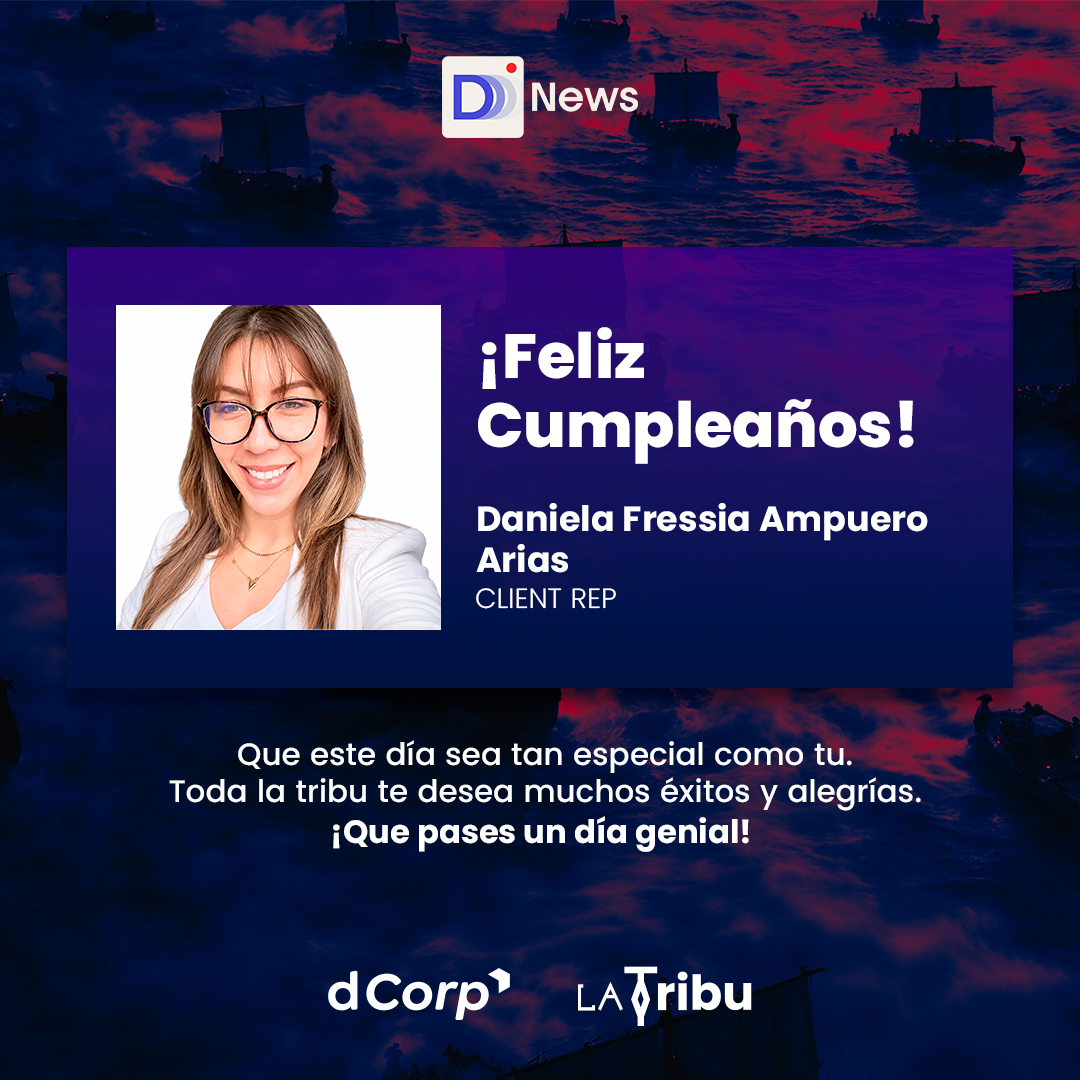 D News
¡Feliz
Cumpleaños!
Daniela Fressia Ampuero
Arias
CLIENT REP
Que este día sea tan especial como tu.
Toda la tribu te desea muchos éxitos y alegrías.
¡Que pases un día genial!
dCorp LA Tribu